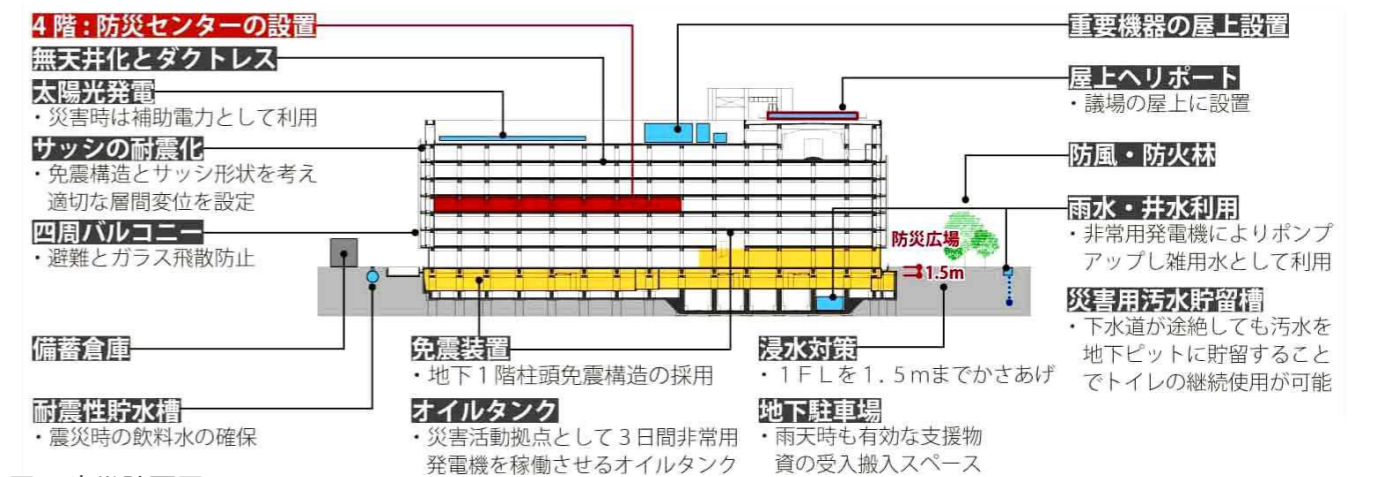 4階：防災センターの設置
無天井化とダクトレス
太陽光発電
・災害時は補助電力として利用
サッシの耐震化
・免震構造とサッシ形状を考え
適切な層間変位を設定
四周バルコニー
・避難とガラス飛散防止
備蓄倉庫
耐震性貯水槽
・震災時の飲料水の確保
免震装置
・地下1階柱頭免震構造の採用
オイルタンク
・災害活動拠点として3日間非常用
発電機を稼働させるオイルタンク
浸水対策
・1FLを1.5mまでかさあげ
地下駐車場
・雨天時も有効な支援物
資の受入搬入スペース
防災広場
1.5m
重要機器の屋上設置
屋上ヘリポート
・議場の屋上に設置
防風・防火林
雨水・井水利用
・非常用発電機によりポンプ
アップし雑用水として利用
災害用汚水貯留槽
・下水道が途絶しても汚水を
地下ピットに貯留すること
でトイレの継続使用が可能